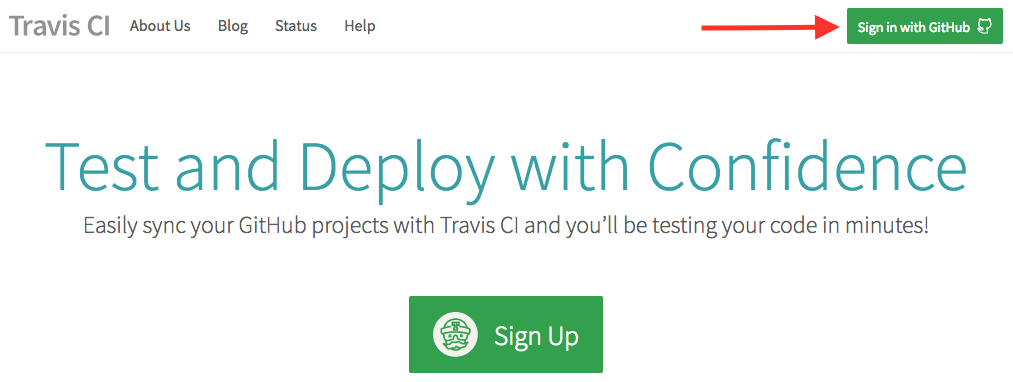 Travis CI About Us Blog Status Help Sign in with GitHub
Test and Deploy with Confidence
Easily sync your GitHub projects with Travis CI and you’ll be testing your code in minutes!
Sign Up